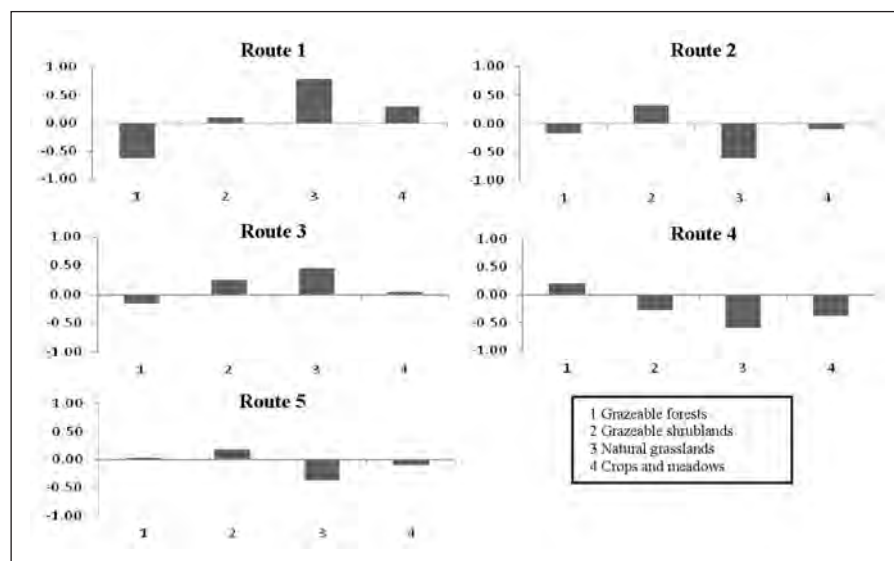 Route 1
1.00
0.50
0.00
-0.50
-1.00
1 2 3 4
Route 2
1.00
0.50
0.00
-0.50
-1.00
1 2 3 4
Route 3
1.00
0.50
0.00
-0.50
-1.00
1 2 3 4
Route 4
1.00
0.50
0.00
-0.50
-1.00
1 2 3 4
Route 5
1.00
0.50
0.00
-0.50
-1.00
1 2 3 4
1 Grazeable forests
2 Grazeable shrublands
3 Natural grasslands
4 Crops and meadows